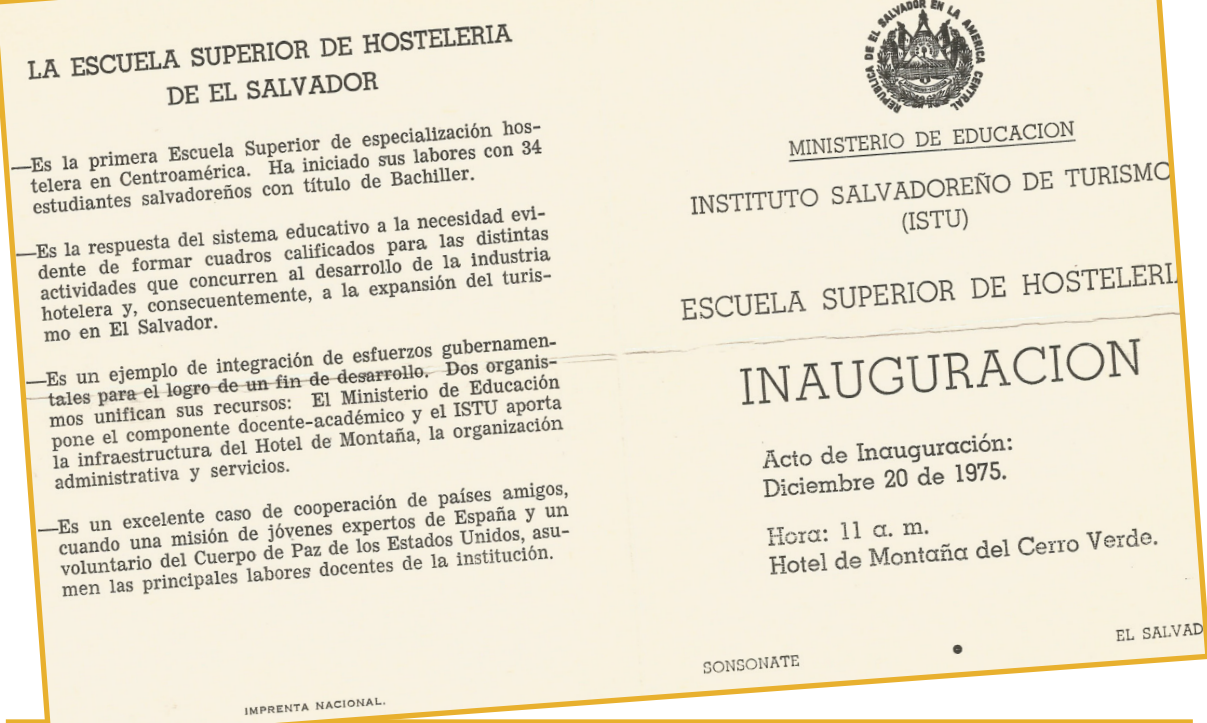 LA ESCUELA SUPERIOR DE HOSTELERIA
DE EL SALVADOR
—Es la primera Escuela Superior de especialización hos-
telera en Centroamérica. Ha iniciado sus labores con 34
estudiantes salvadoreños con título de Bachiller.
—Es la respuesta del sistema educativo a la necesidad evi-
dente de formar cuadros calificados para las distintas
actividades que concurren al desarrollo de la industria
hotelera y, consecuentemente, a la expansión del turis-
mo en El Salvador.
—Es un ejemplo de integración de esfuerzos gubernamen-
tales para el logro de un fin de desarrollo. Dos organis-
mos unifican sus recursos: El Ministerio de Educación
pone el componente docente-académico y el ISTU aporta
la infraestructura del Hotel de Montaña, la organización
administrativa y servicios.
—Es un excelente caso de cooperación de países amigos,
cuando una misión de jóvenes expertos de España y un
voluntario del Cuerpo de Paz de los Estados Unidos, asu-
men las principales labores docentes de la institución.
IMPRENTA NACIONAL.
REPUBLICA DE EL SALVADOR EN LA AMERICA CENTRAL
MINISTERIO DE EDUCACION
INSTITUTO SALVADOREÑO DE TURISMO
(ISTU)
ESCUELA SUPERIOR DE HOSTELERI
INAUGURACION
Acto de Inauguración:
Diciembre 20 de 1975.
Hora: 11 a. m.
Hotel de Montaña del Cerro Verde.
SONSONATE • EL SALVAD